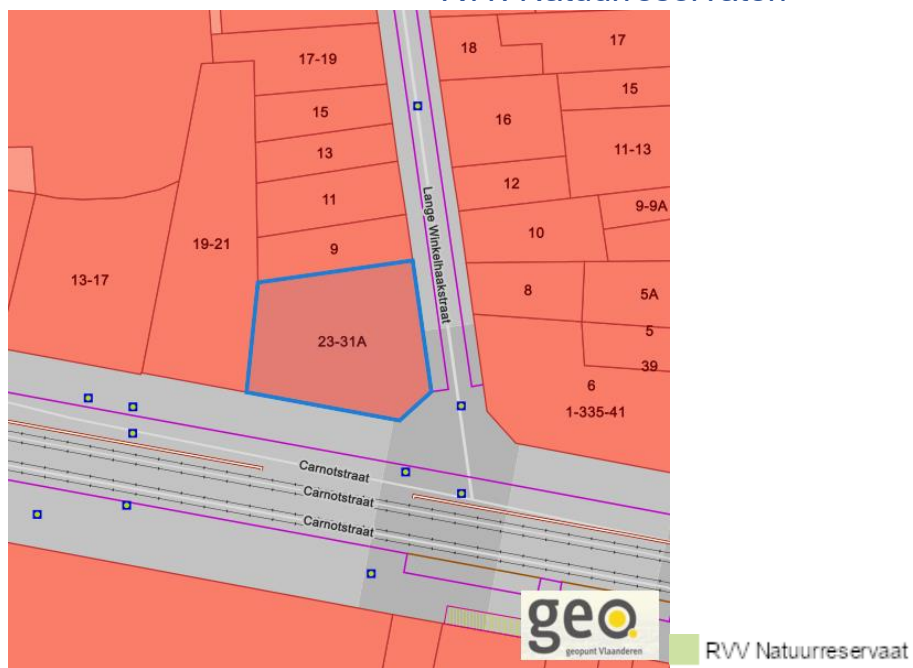 RVV Natuurreservaten
17-19
18
17
15
15
16
13
11-13
12
11
9-9A
19-21
10
9
13-17
Lange Winkelhaakstraat
8
5A
23-31A
5
39
6
1-335-41
Carnotstraat
Carnotstraat
Carnotstraat
geo.
geopunt Vlaanderen
RVV Natuurreservaat